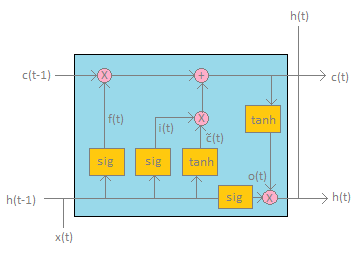 h(t)
c(t-1)
X
+
c(t)
f(t)
i(t)
X
tanh
c̃(t)
sig
sig
tanh
o(t)
h(t-1)
sig
X
h(t)
x(t)